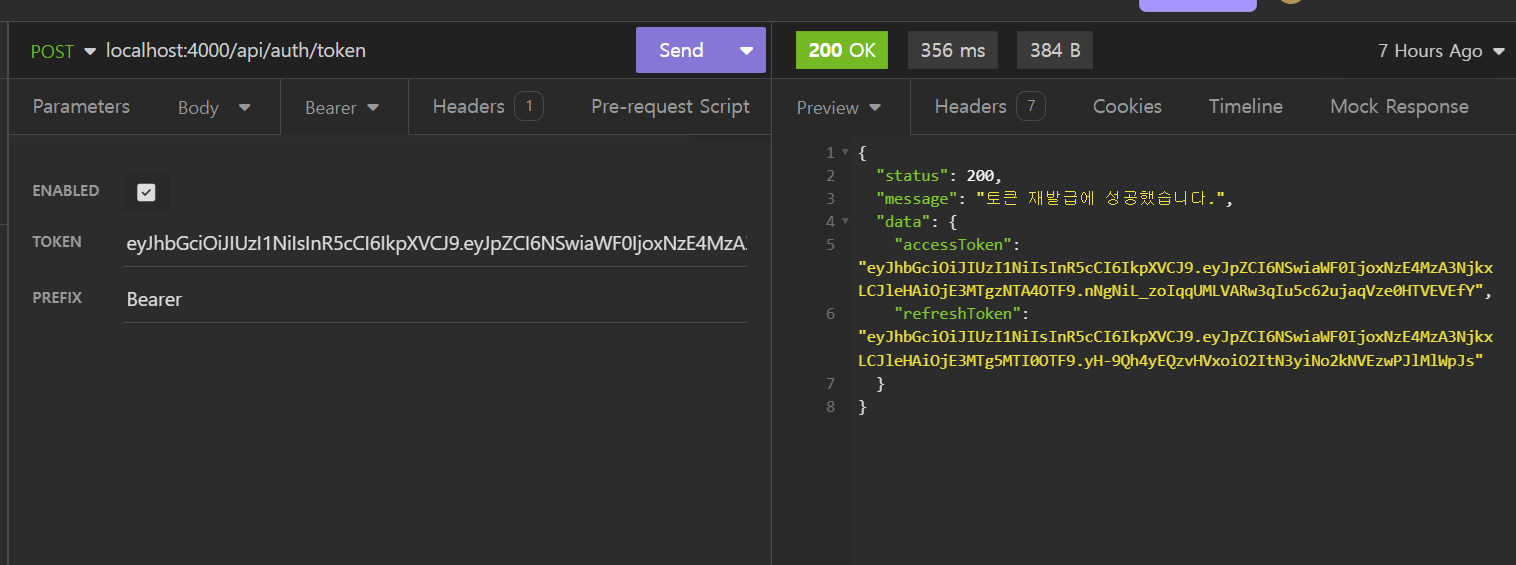 POST localhost:4000/api/auth/token Send
200 OK 356 ms 384 B 7 Hours Ago
Parameters Body Bearer Headers 1 Pre-request Script
Preview Headers 7 Cookies Timeline Mock Response
ENABLED
TOKEN eyJhbGciOiJIUzI1NiIsInR5cCI6IkpXVCJ9.eyJpZCI6NSwiaWF0IjoxNzE4MzA3
PREFIX Bearer
1 {
2 "status": 200,
3 "message": "토큰 재발급에 성공했습니다.",
4 "data": {
5 "accessToken":
"eyJhbGciOiJIUzI1NiIsInR5cCI6IkpXVCJ9.eyJpZCI6NSwiaWF0IjoxNzE4MzA3Njkx
LCJleHAiOjE3MTgzNTA4OTF9.nNgNiL_zoIqqUMLVARw3qIu5c62ujaqVze0HTVEVEfY",
6 "refreshToken":
"eyJhbGciOiJIUzI1NiIsInR5cCI6IkpXVCJ9.eyJpZCI6NSwiaWF0IjoxNzE4MzA3Njkx
LCJleHAiOjE3MTg5MTI0OTF9.yH-9Qh4yEQzvHVxoiO2ItN3yiNo2kNVEzwPJlMlWpJs"
7 }
8 }